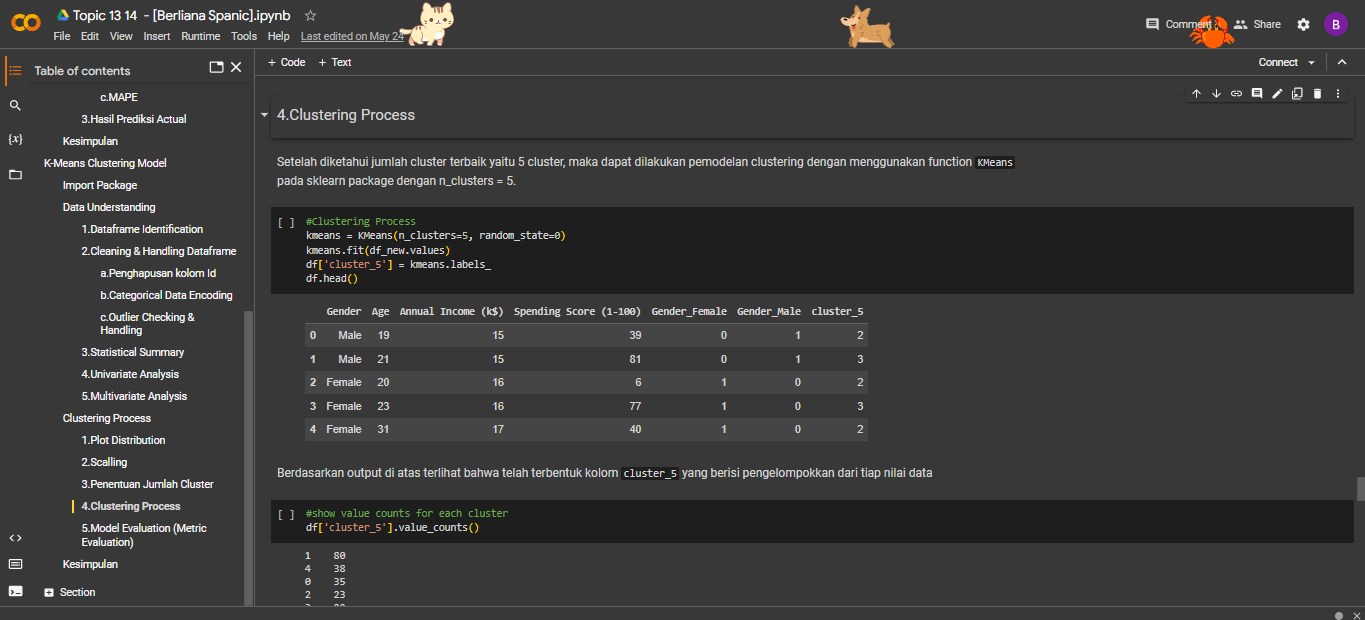 Topic 13 14 - [Berliana Spanic].ipynb
File Edit View Insert Runtime Tools Help Last edited on May 24
Comment Share B
Table of contents
+ Code + Text
Connect
c.MAPE
3.Hasil Prediksi Actual
Kesimpulan
K-Means Clustering Model
Import Package
Data Understanding
1.Dataframe Identification
2.Cleaning & Handling Dataframe
a.Penghapusan kolom Id
b.Categorical Data Encoding
c.Outlier Checking &
Handling
3.Statistical Summary
4.Univariate Analysis
5.Multivariate Analysis
Clustering Process
1.Plot Distribution
2.Scalling
3.Penentuan Jumlah Cluster
4.Clustering Process
5.Model Evaluation (Metric
Evaluation)
Kesimpulan
Section
4.Clustering Process
Setelah diketahui jumlah cluster terbaik yaitu 5 cluster, maka dapat dilakukan pemodelan clustering dengan menggunakan function KMeans
pada sklearn package dengan n_clusters = 5.
[ ] #Clustering Process
kmeans = KMeans(n_clusters=5, random_state=0)
kmeans.fit(df_new.values)
df['cluster_5'] = kmeans.labels_
df.head()
Gender Age Annual Income (k$) Spending Score (1-100) Gender_Female Gender_Male cluster_5
0 Male 19 15 39 0 1 2
1 Male 21 15 81 0 1 3
2 Female 20 16 6 1 0 2
3 Female 23 16 77 1 0 3
4 Female 31 17 40 1 0 2
Berdasarkan output di atas terlihat bahwa telah terbentuk kolom cluster_5 yang berisi pengelompokkan dari tiap nilai data
[ ] #show value counts for each cluster
df['cluster_5'].value_counts()
1 80
4 38
0 35
2 23